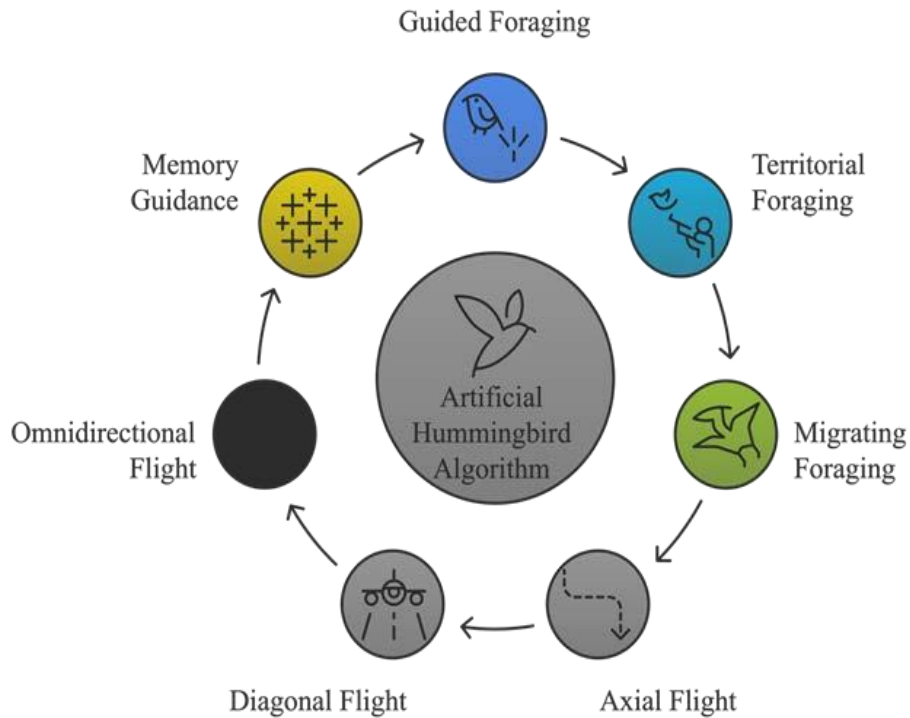 Guided Foraging
Territorial
Foraging
Migrating
Foraging
Axial Flight
Diagonal Flight
Omnidirectional
Flight
Memory
Guidance
Artificial
Hummingbird
Algorithm